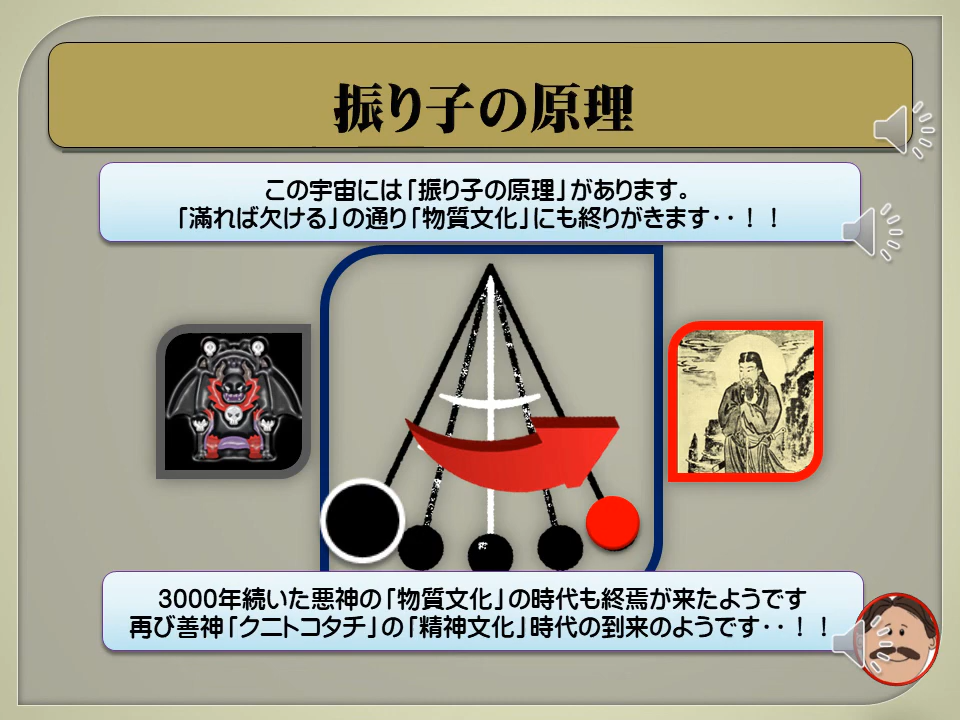 振り子の原理
この宇宙には「振り子の原理」があります。
「滿れば欠ける」の通り「物質文化」にも終りがきます・・！！
3000年続いた悪神の「物質文化」の時代も終焉が来たようです
再び善神「クニトコタチ」の「精神文化」時代の到来のようです・・！！